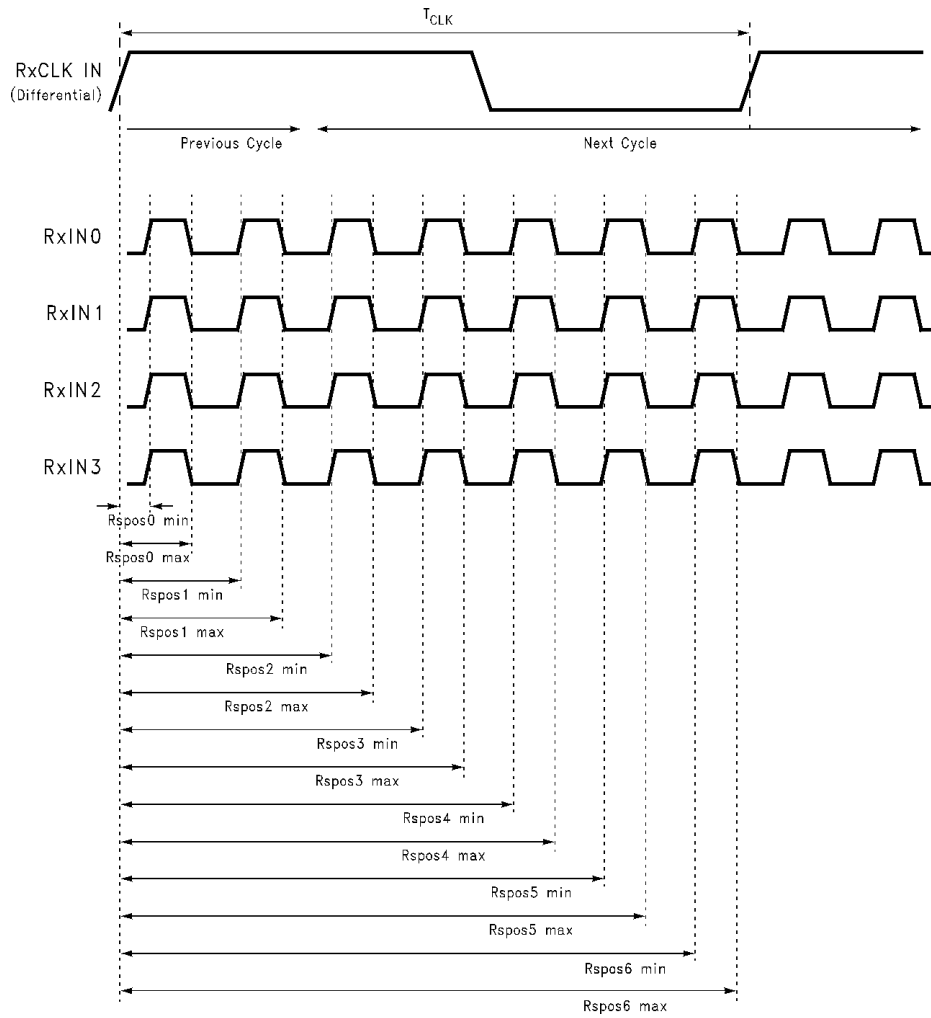 TCLK
RxCLK IN
(Differential)
Previous Cycle
Next Cycle
RxIN0
RxIN1
RxIN2
RxIN3
Rspos0 min
Rspos0 max
Rspos1 min
Rspos1 max
Rspos2 min
Rspos2 max
Rspos3 min
Rspos3 max
Rspos4 min
Rspos4 max
Rspos5 min
Rspos5 max
Rspos6 min
Rspos6 max